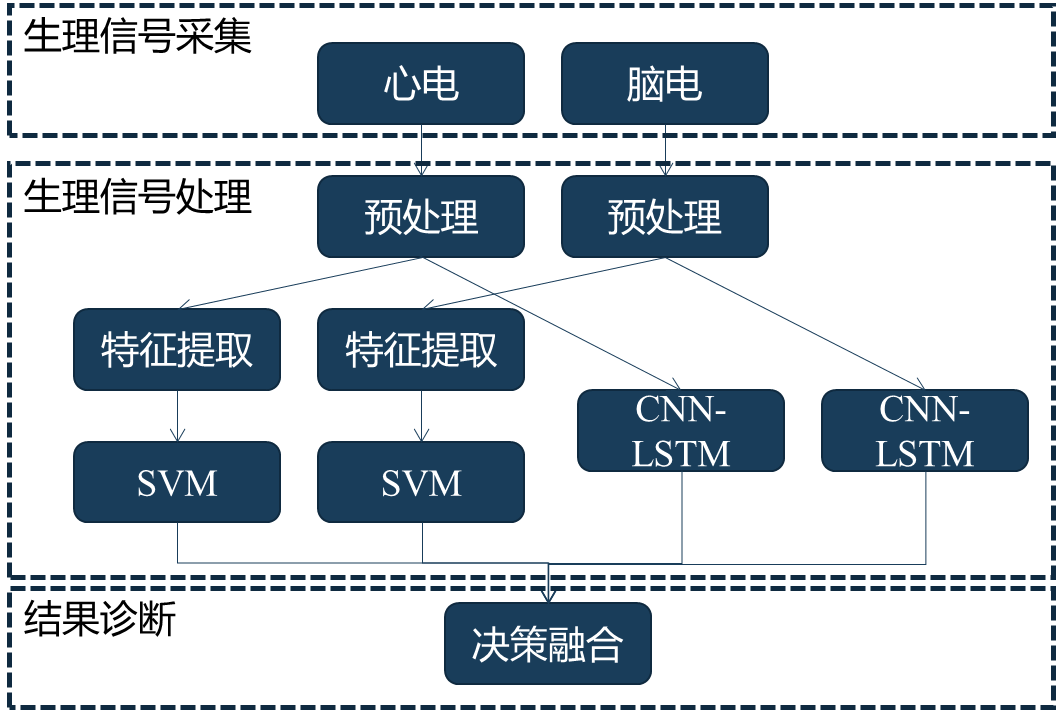 生理信号采集
心电
脑电
生理信号处理
预处理
预处理
特征提取
特征提取
CNN-
LSTM
CNN-
LSTM
SVM
SVM
结果诊断
决策融合